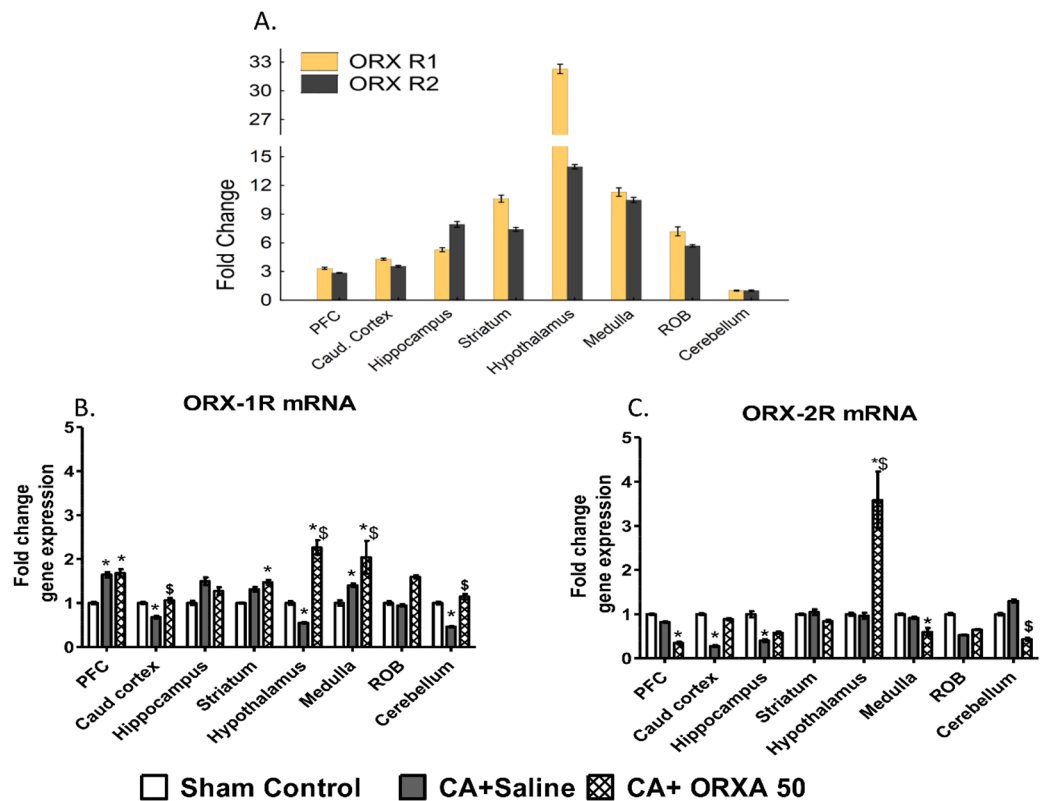 A.
ORX R1
ORX R2
33
30
27
15
12
9
6
3
0
Fold Change
PFC
Caud. Cortex
Hippocampus
Striatum
Hypothalamus
Medulla
ROB
Cerebellum
B.
ORX-1R mRNA
5
4
3
2
1
0
Fold change
gene expression
* *
* $
*
* *$
* *$
* $
PFC
Caud cortex
Hippocampus
Striatum
Hypothalamus
Medulla
ROB
Cerebellum
C.
ORX-2R mRNA
5
4
3
2
1
0
Fold change
gene expression
*
*
*
*$
*
$
PFC
Caud cortex
Hippocampus
Striatum
Hypothalamus
Medulla
ROB
Cerebellum
Sham Control
CA+Saline
CA+ ORXA 50